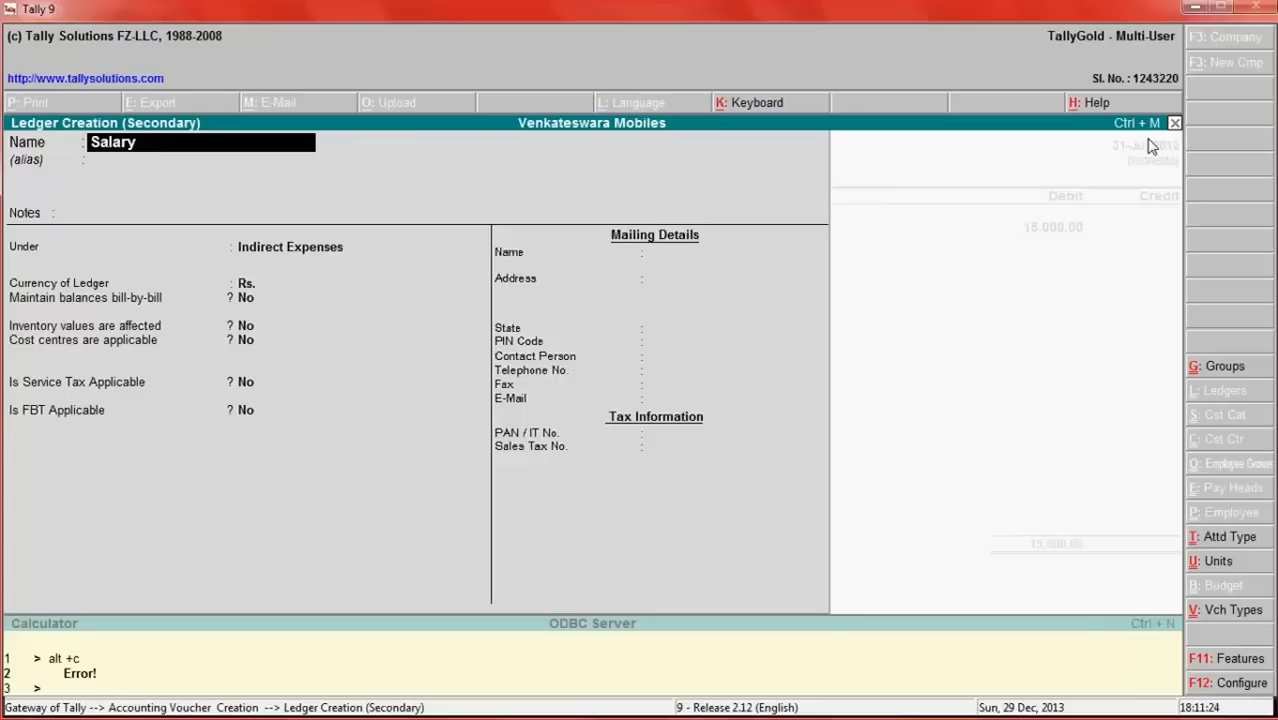 Tally 9
(c) Tally Solutions FZ-LLC, 1988-2008
TallyGold - Multi-User
F3: Company
http://www.tallysolutions.com
Sl. No. : 1243220
F3: New Cmp
P: Print
E: Export
M: E-Mail
O: Upload
L: Language
K: Keyboard
H: Help
Ledger Creation (Secondary)
Venkateswara Mobiles
Ctrl + M
Name : Salary
(alias) :
Wednesday
Notes :
Debit
Credit
15,000.00
Under : Indirect Expenses
Currency of Ledger : Rs.
Maintain balances bill-by-bill ? No
Inventory values are affected ? No
Cost centres are applicable ? No
Is Service Tax Applicable ? No
Is FBT Applicable ? No
Mailing Details
Name :
Address :
State :
PIN Code :
Contact Person :
Telephone No. :
Fax :
E-Mail :
Tax Information
PAN / IT No. :
Sales Tax No. :
15,000.00
G: Groups
L: Ledgers
S: Cst Cat
C: Cst Ctr
O: Employee Group
E: Pay Heads
P: Employee
T: Attd Type
U: Units
B: Budget
V: Vch Types
F11: Features
F12: Configure
Calculator
ODBC Server
Ctrl + N
1 > alt +c
2 Error!
3 >
Gateway of Tally --> Accounting Voucher Creation --> Ledger Creation (Secondary)
9 - Release 2.12 (English)
Sun, 29 Dec, 2013
18:11:24